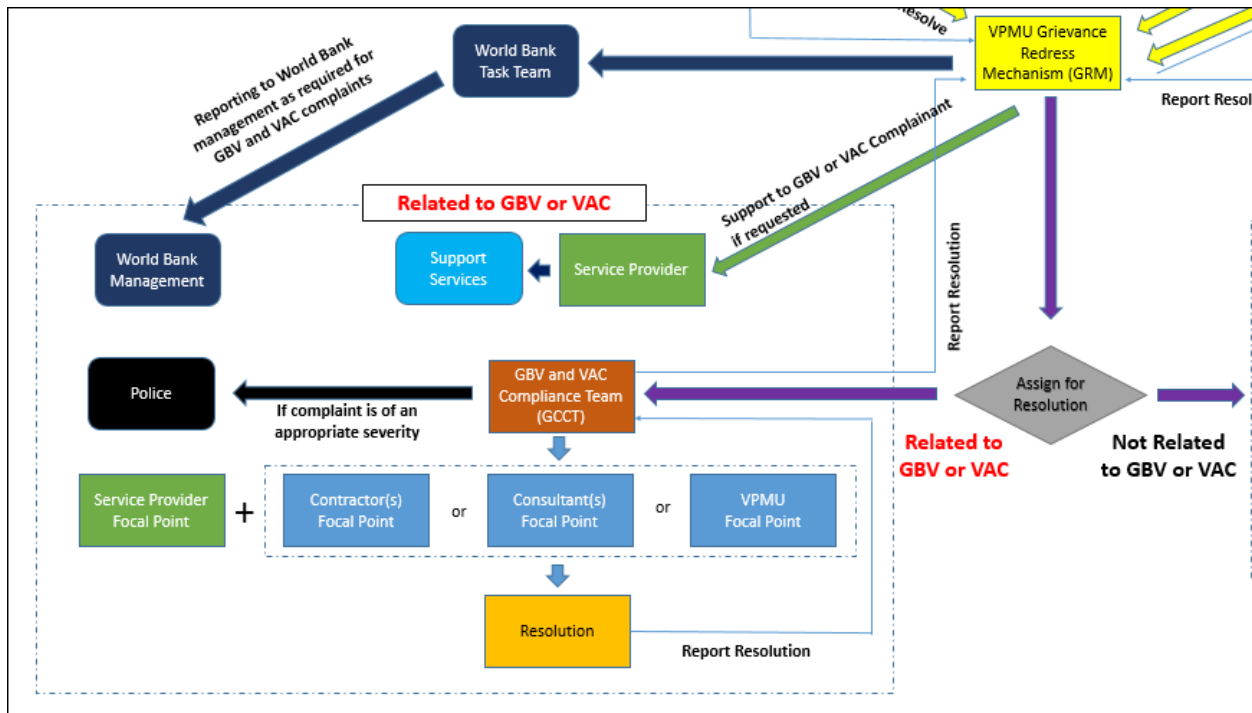 Resolve
World Bank
Task Team
VPMU Grievance
Redress
Mechanism (GRM)
Reporting to World Bank
management as required for
GBV and VAC complaints
Report Resol
Support to GBV or VAC Complainant
if requested
Related to GBV or VAC
World Bank
Management
Support
Services
Service Provider
Report Resolution
Police
If complaint is of an
appropriate severity
GBV and VAC
Compliance Team
(GCCT)
Assign for
Resolution
Related to
GBV or VAC
Not Related
to GBV or VAC
Service Provider
Focal Point
+
Contractor(s)
Focal Point
or
Consultant(s)
Focal Point
or
VPMU
Focal Point
Resolution
Report Resolution